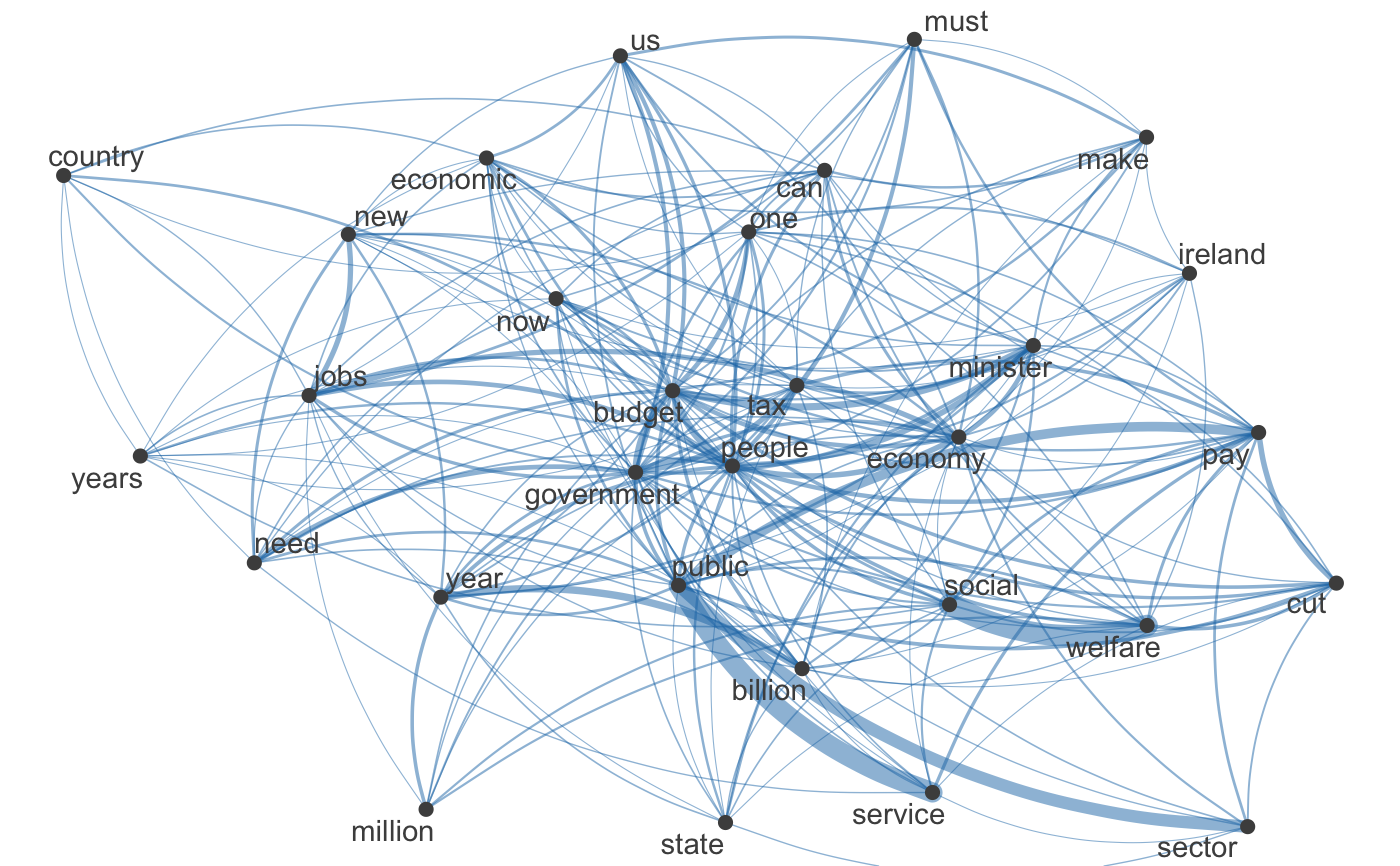 must
us
country
make
economic
can
new
one
ireland
now
minister
jobs
budget
tax
people
economy
pay
years
government
need
public
year
social
cut
welfare
billion
service
million
state
sector